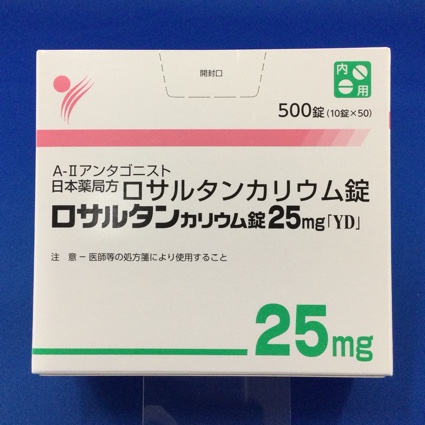 開封口
内用
500錠(10錠×50)
A-Ⅱアンタゴニスト
日本薬局方 ロサルタンカリウム錠
ロサルタンカリウム錠25mg「YD」
注 意 - 医師等の処方箋により使用すること
25mg